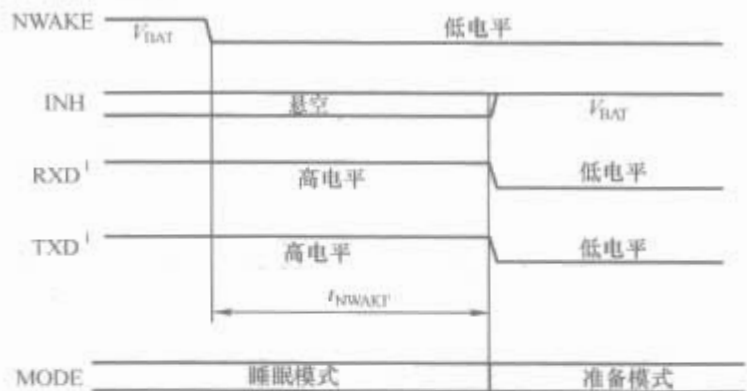 NWAKE V_BAT 低电平
INH 悬空 V_BAT
RXD¹ 高电平 低电平
TXD¹ 高电平 低电平
t_NWAKT
MODE 睡眠模式 准备模式